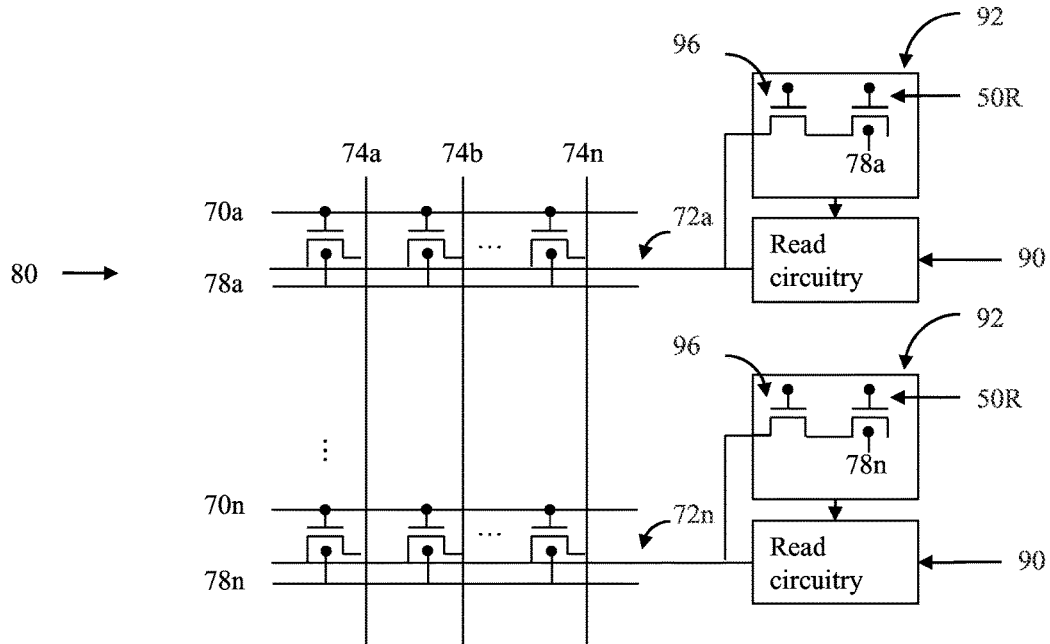 92
96
50R
78a
74a 74b 74n
70a
72a
...
Read
circuitry
80
78a
90
92
96
50R
78n
...
70n
72n
...
Read
circuitry
78n
90